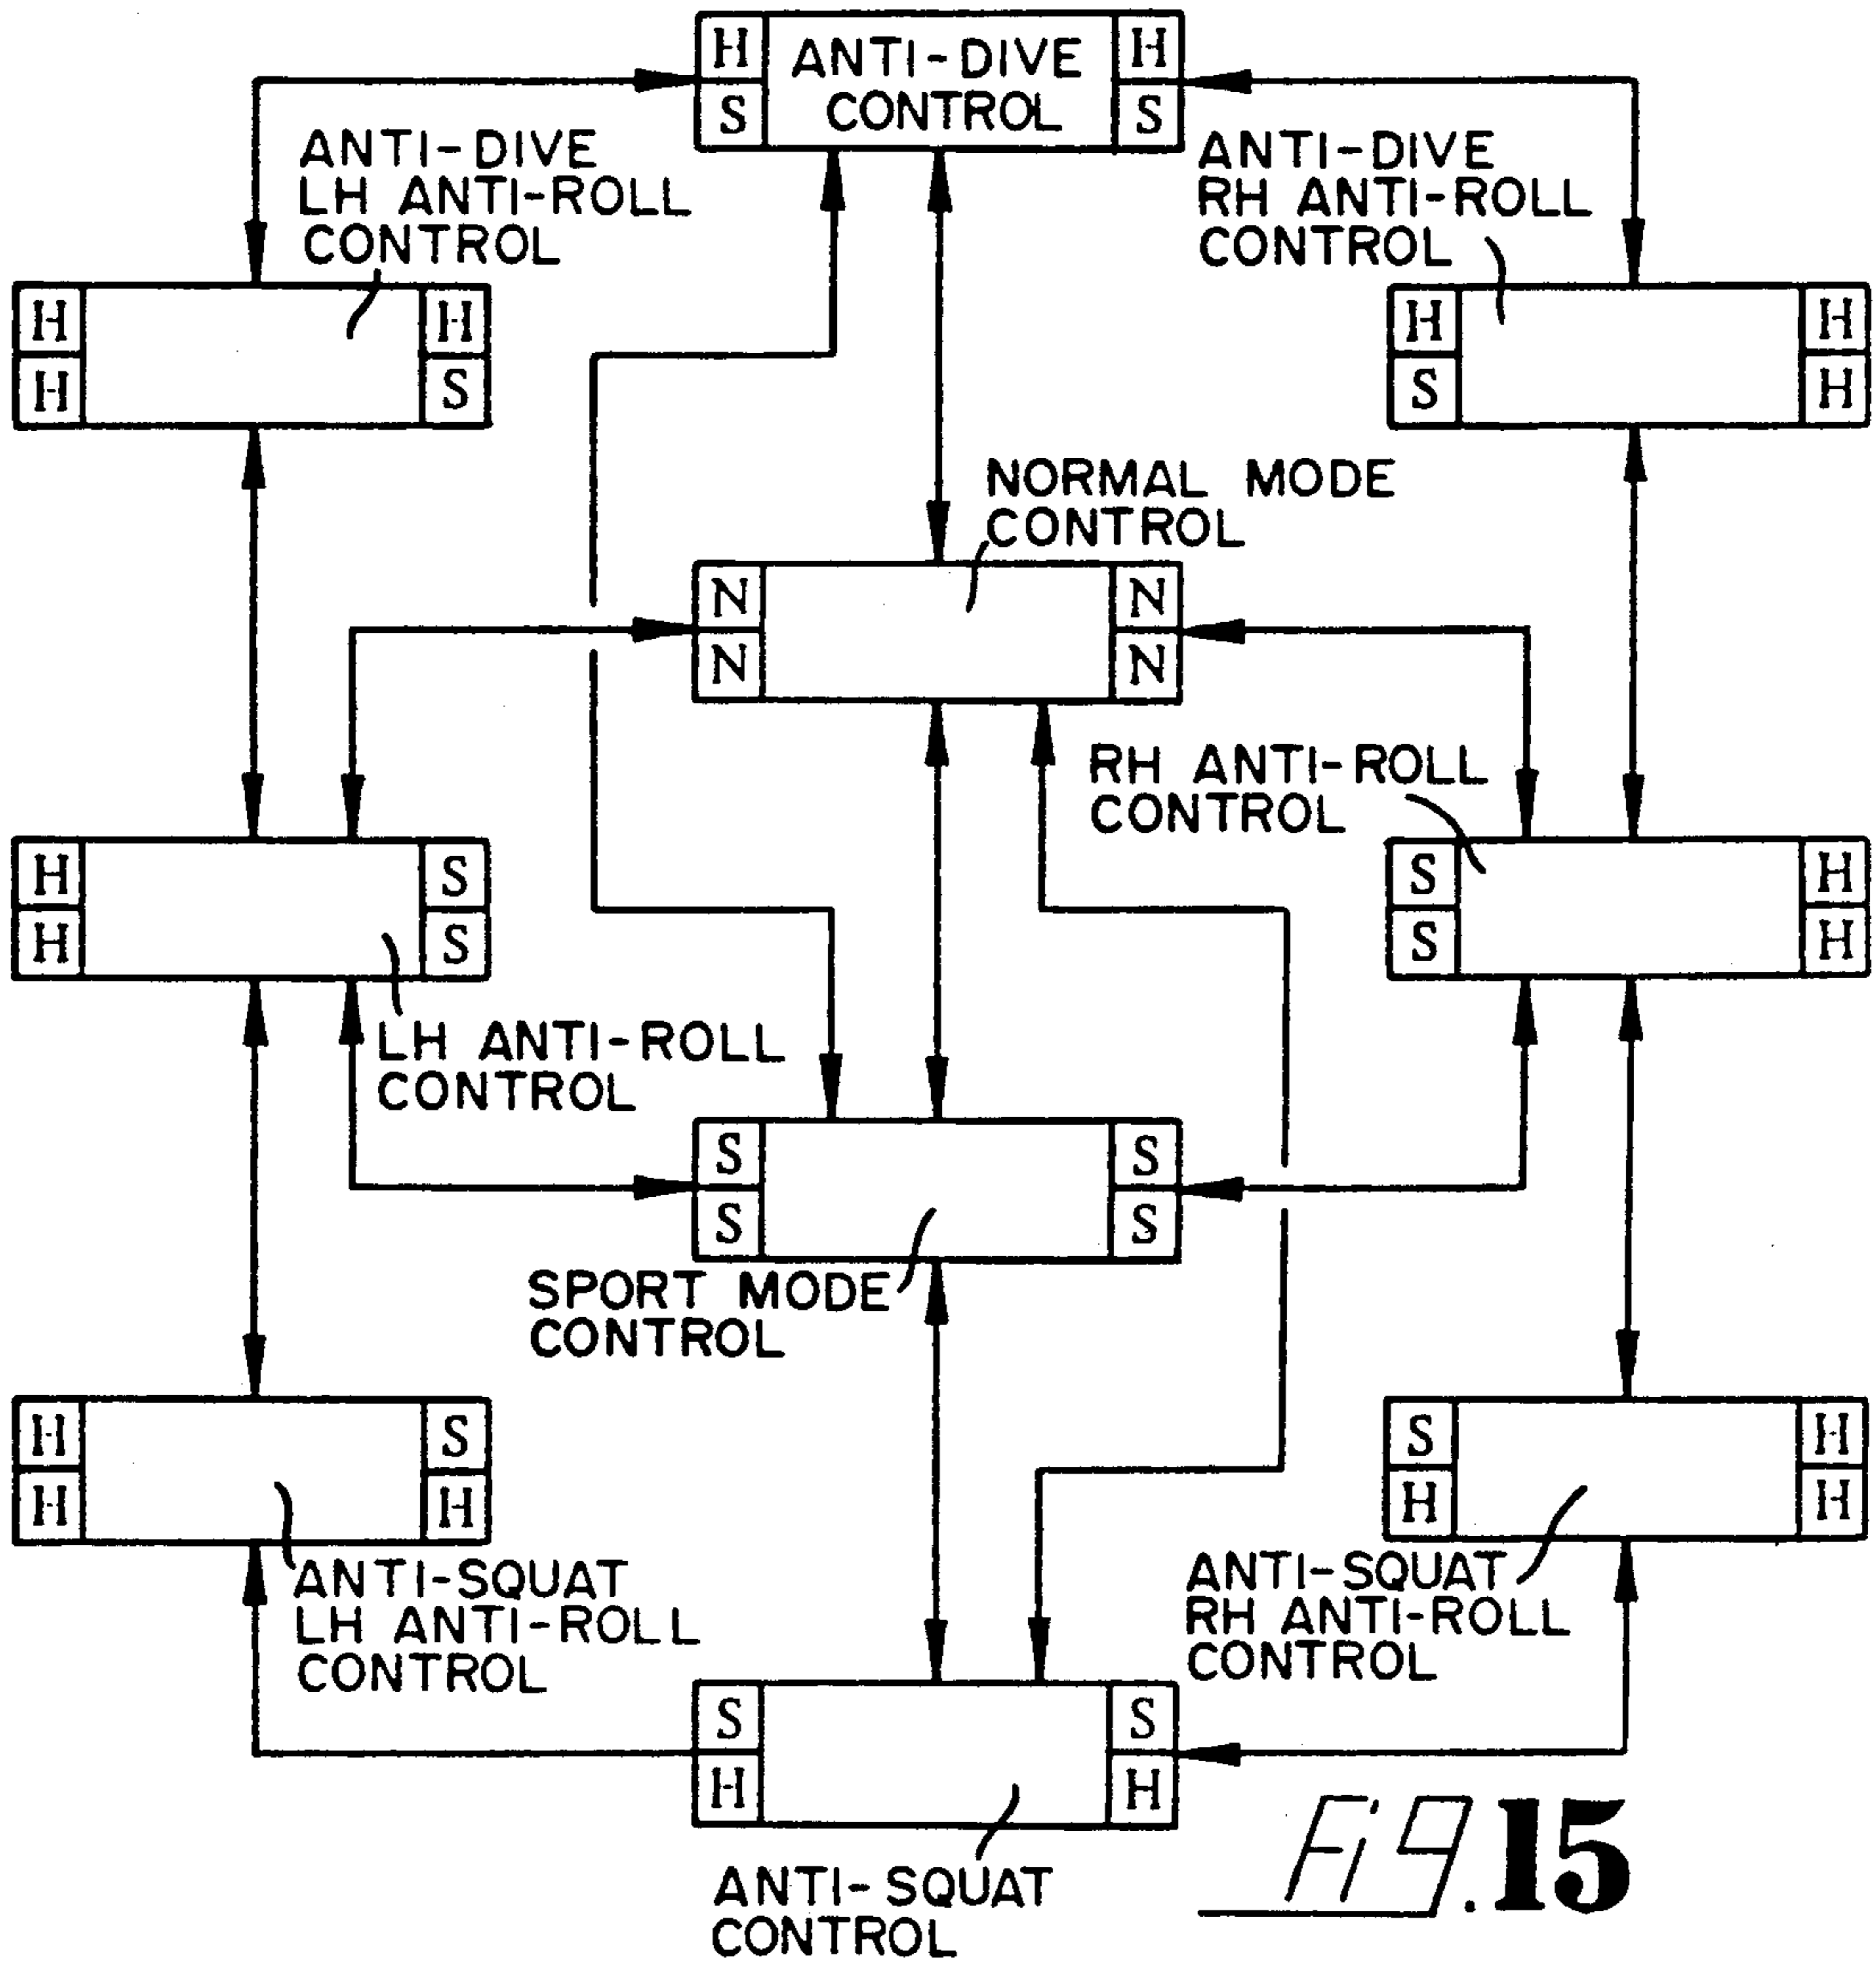 H ANTI-DIVE H
S CONTROL S
ANTI-DIVE
LH ANTI-ROLL
CONTROL
ANTI-DIVE
RH ANTI-ROLL
CONTROL
H H
H S
H H
S H
NORMAL MODE
CONTROL
N N
N N
RH ANTI-ROLL
CONTROL
H S
H S
S H
S H
LH ANTI-ROLL
CONTROL
S S
S S
SPORT MODE
CONTROL
H S
H H
S H
H H
ANTI-SQUAT
LH ANTI-ROLL
CONTROL
ANTI-SQUAT
RH ANTI-ROLL
CONTROL
S S
H H
ANTI-SQUAT
CONTROL
Fig. 15